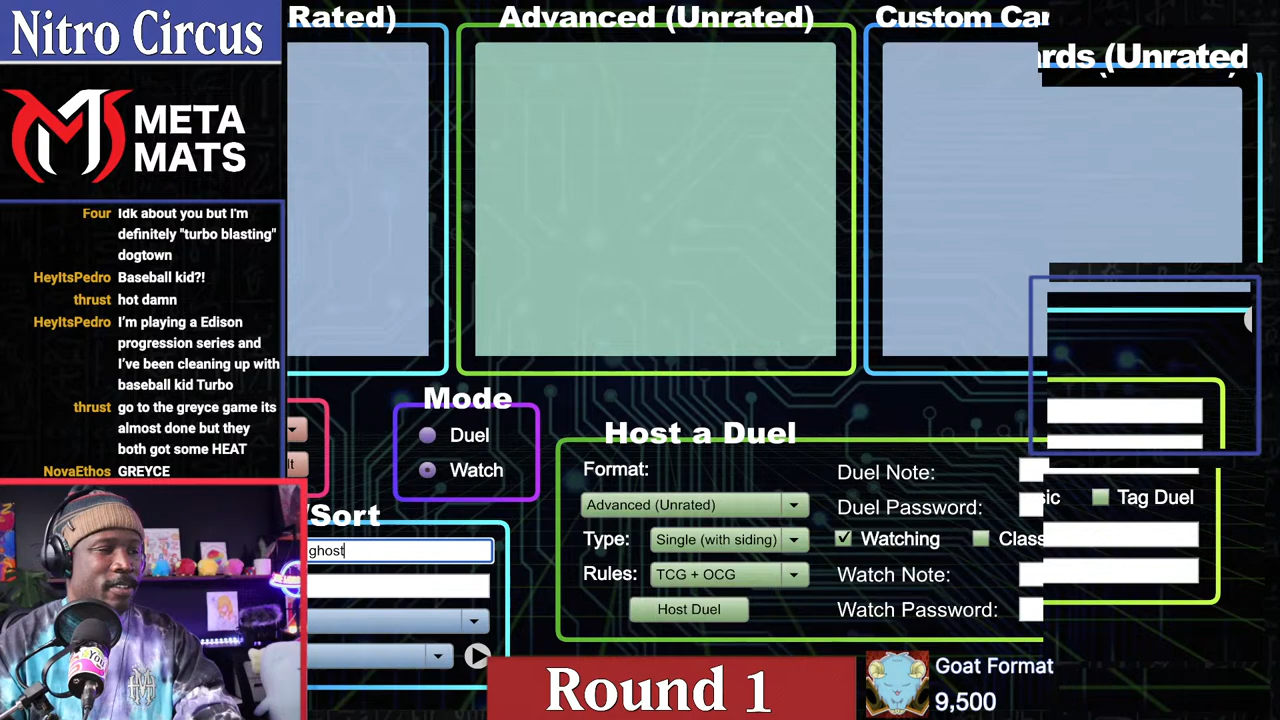 Nitro Circus
META
MATS
Four Idk about you but I'm
definitely "turbo blasting"
dogtown
HeyItsPedro Baseball kid?!
thrust hot damn
HeyItsPedro I'm playing a Edison
progression series and
I've been cleaning up with
baseball kid Turbo
thrust go to the greyce game its
almost done but they
both got some HEAT
NovaEthos GREYCE
Rated)
Advanced (Unrated)
Custom Car
rds (Unrated
Mode
Duel
Watch
/Sort
ghost
Host a Duel
Format:
Advanced (Unrated)
Type: Single (with siding)
Rules: TCG + OCG
Host Duel
Duel Note:
Duel Password:
Watching
Class
sic
Tag Duel
Watch Note:
Watch Password:
Round 1
Goat Format
9,500